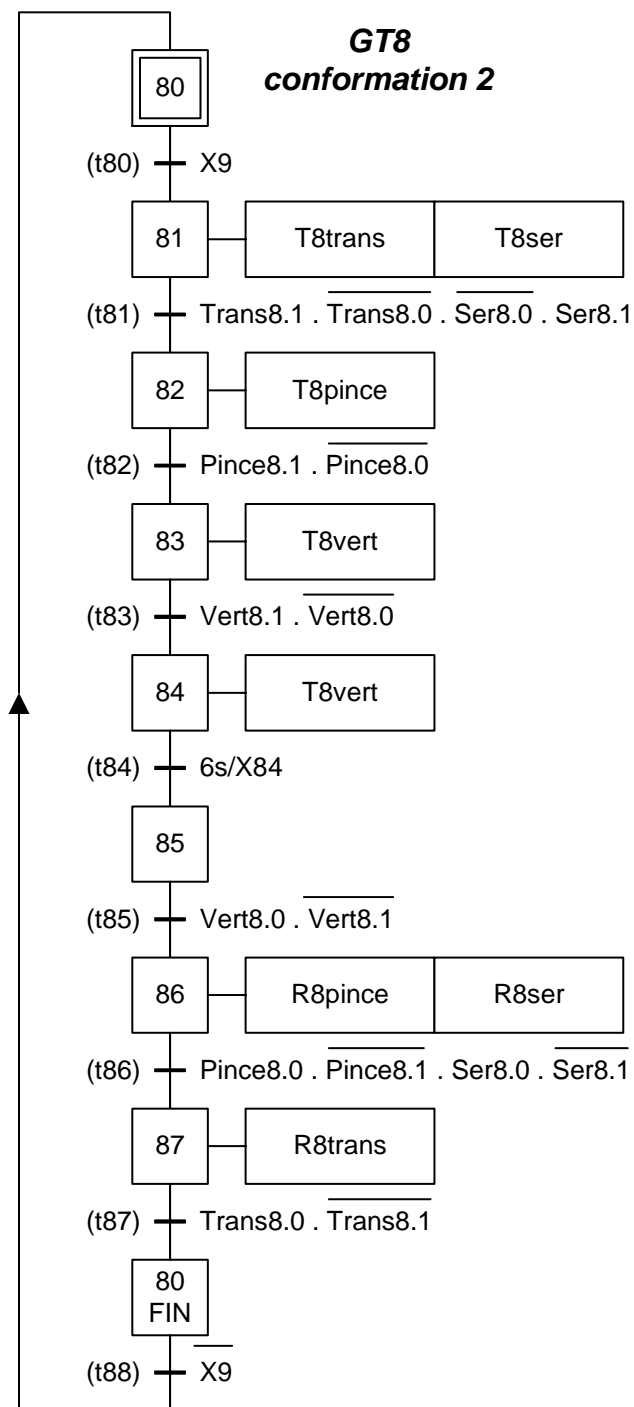 GT8
conformation 2
80
(t80) X9
81 T8trans T8ser
(t81) Trans8.1 . Trans8.0 . Ser8.0 . Ser8.1
82 T8pince
(t82) Pince8.1 . Pince8.0
83 T8vert
(t83) Vert8.1 . Vert8.0
84 T8vert
(t84) 6s/X84
85
(t85) Vert8.0 . Vert8.1
86 R8pince R8ser
(t86) Pince8.0 . Pince8.1 . Ser8.0 . Ser8.1
87 R8trans
(t87) Trans8.0 . Trans8.1
80
FIN
(t88) X9